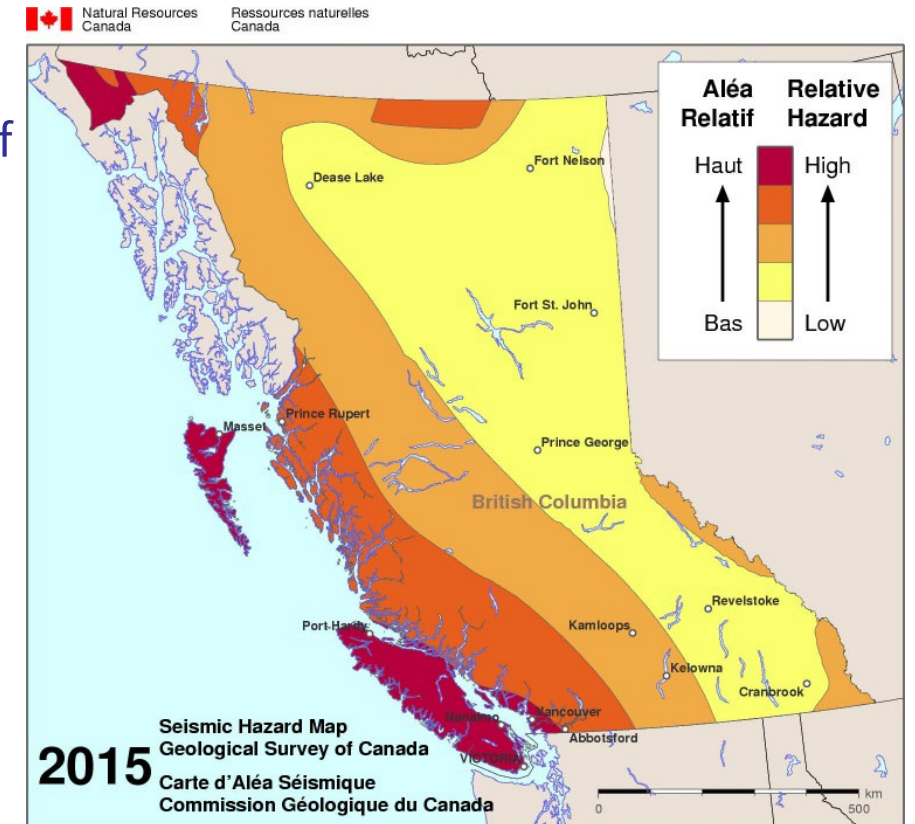 Natural Resources
Canada
Ressources naturelles
Canada
f
Aléa
Relatif
Relative
Hazard
Haut
High
Bas
Low
Fort Nelson
Dease Lake
Fort St. John
Prince Rupert
Masset
Prince George
British Columbia
Revelstoke
Port Hardy
Kamloops
Kelowna
Cranbrook
Nanaimo
Vancouver
Abbotsford
VICTORIA
2015
Seismic Hazard Map
Geological Survey of Canada
Carte d'Aléa Séismique
Commission Géologique du Canada
km
0
500